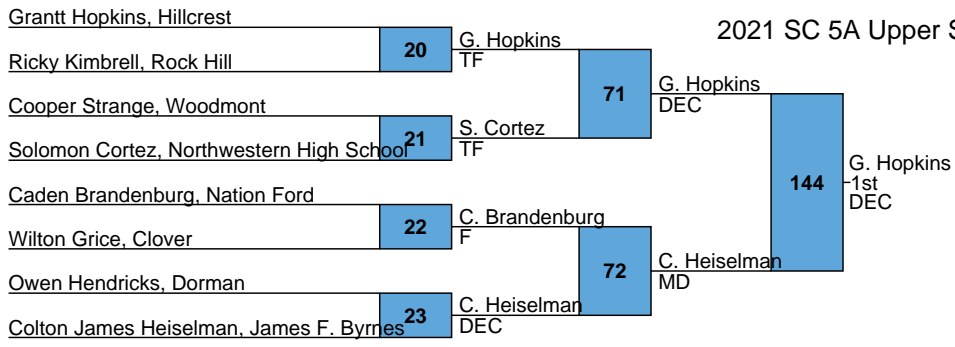 Grantt Hopkins, Hillcrest
2021 SC 5A Upper S
20
G. Hopkins
TF
Ricky Kimbrell, Rock Hill
71
G. Hopkins
DEC
Cooper Strange, Woodmont
21
S. Cortez
TF
Solomon Cortez, Northwestern High School
144
G. Hopkins
1st
DEC
Caden Brandenburg, Nation Ford
22
C. Brandenburg
F
Wilton Grice, Clover
72
C. Heiselman
MD
Owen Hendricks, Dorman
23
C. Heiselman
DEC
Colton James Heiselman, James F. Byrnes